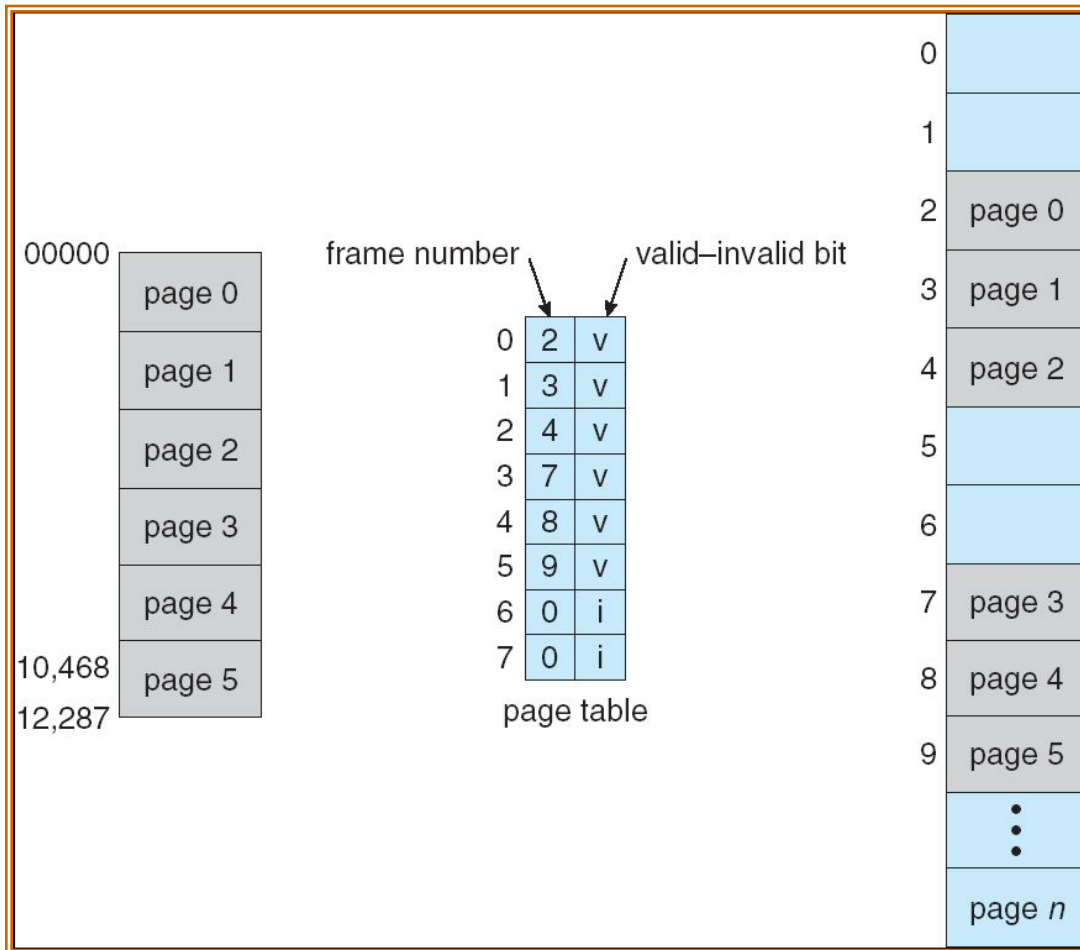 00000
page 0
page 1
page 2
page 3
page 4
10,468
page 5
12,287
frame number
valid–invalid bit
0 2 v
1 3 v
2 4 v
3 7 v
4 8 v
5 9 v
6 0 i
7 0 i
page table
0
1
2 page 0
3 page 1
4 page 2
5
6
7 page 3
8 page 4
9 page 5
page n